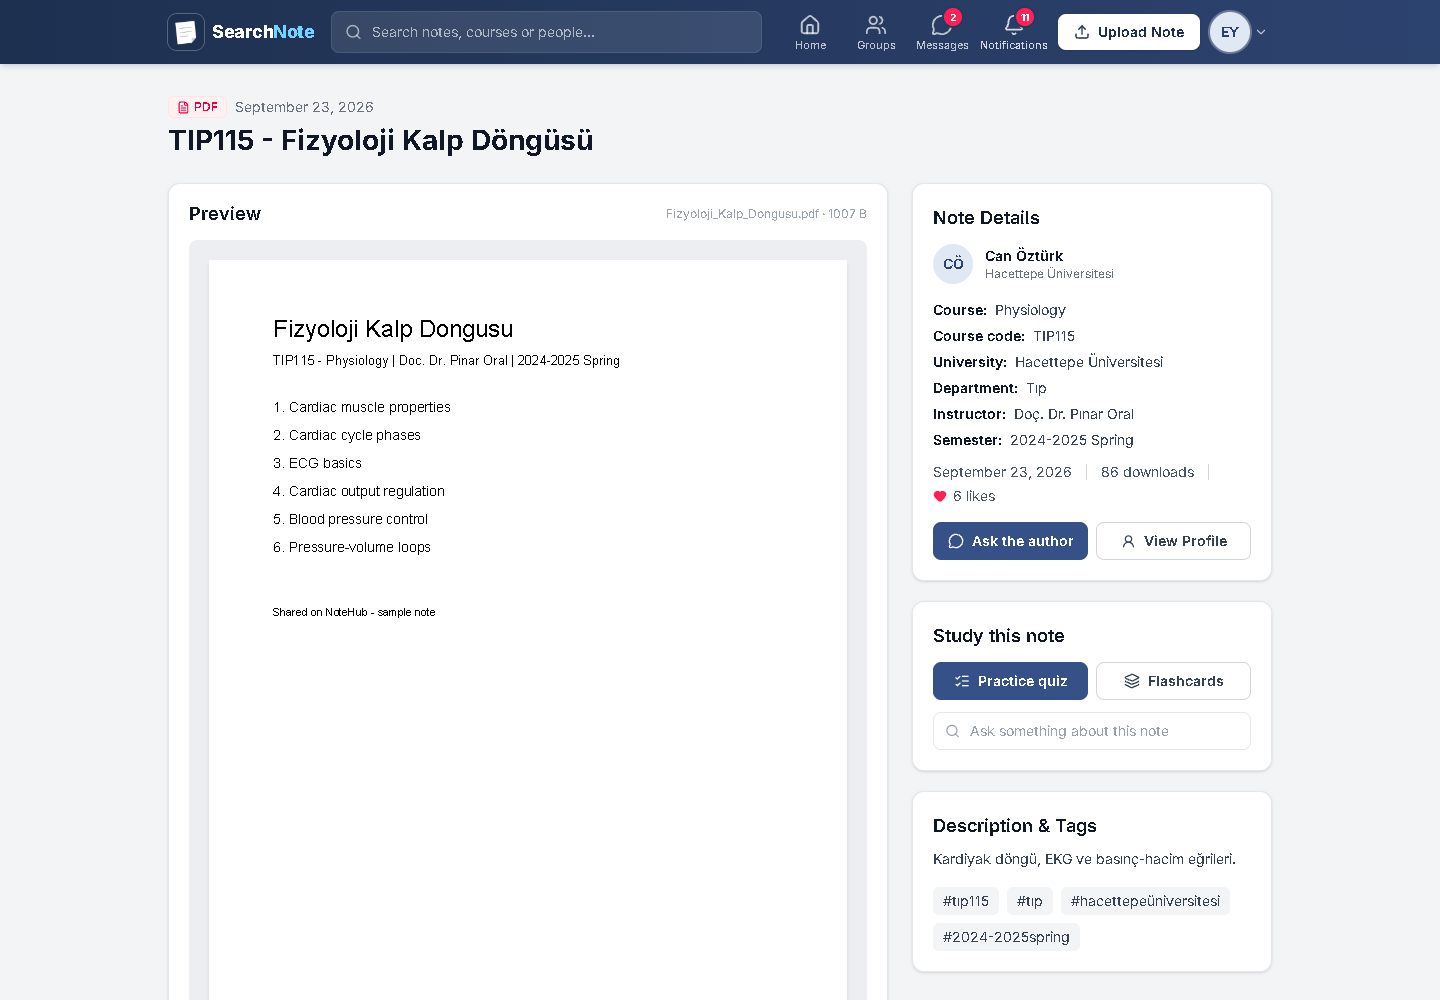 SearchNote
Search notes, courses or people...
Home
Groups
2
Messages
11
Notifications
Upload Note
EY
PDF
September 23, 2026
TIP115 - Fizyoloji Kalp Döngüsü
Preview
Fizyoloji_Kalp_Dongusu.pdf · 1007 B
Fizyoloji Kalp Dongusu
TIP115 - Physiology | Doc. Dr. Pinar Oral | 2024-2025 Spring
1. Cardiac muscle properties
2. Cardiac cycle phases
3. ECG basics
4. Cardiac output regulation
5. Blood pressure control
6. Pressure-volume loops
Shared on NoteHub - sample note
Note Details
CÖ
Can Öztürk
Hacettepe Üniversitesi
Course: Physiology
Course code: TIP115
University: Hacettepe Üniversitesi
Department: Tıp
Instructor: Doç. Dr. Pınar Oral
Semester: 2024-2025 Spring
September 23, 2026
86 downloads
6 likes
Ask the author
View Profile
Study this note
Practice quiz
Flashcards
Ask something about this note
Description & Tags
Kardiyak döngü, EKG ve basınç-hacim eğrileri.
#tıp115
#tıp
#hacettepeüniversitesi
#2024-2025spring